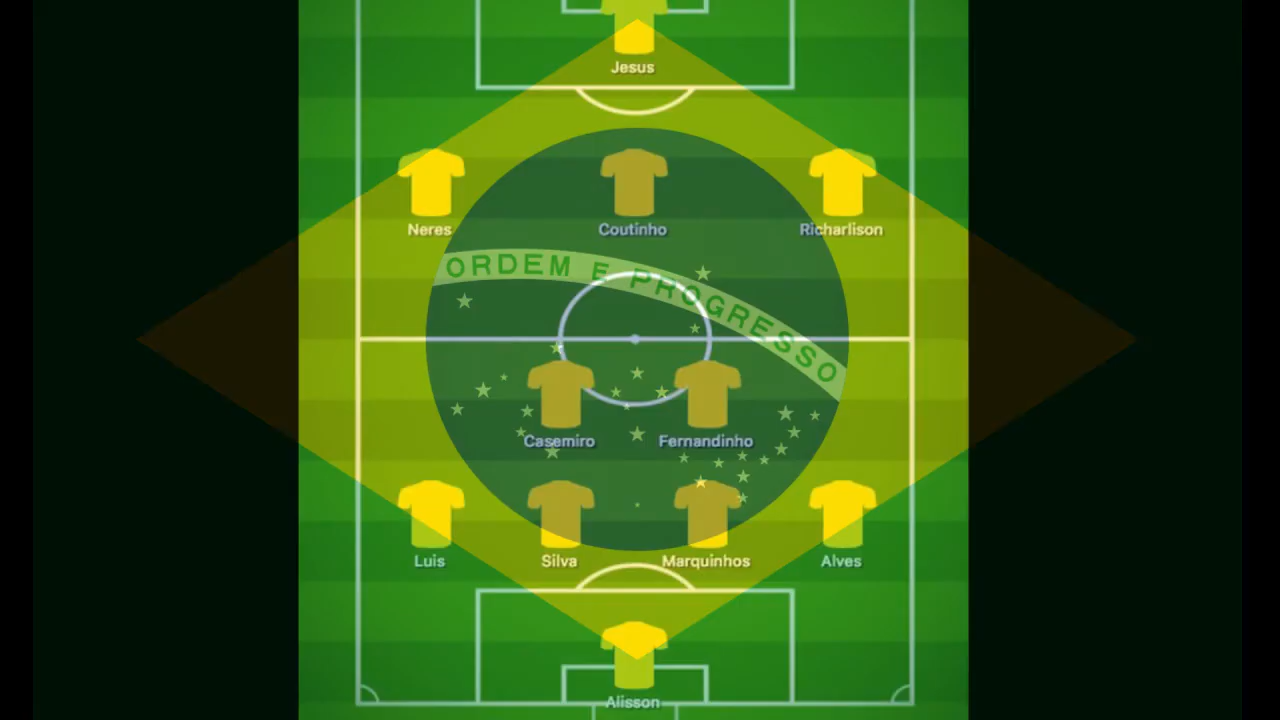 Jesus
Neres Coutinho Richarlison
ORDEM E PROGRESSO
Casemiro Fernandinho
Luis Silva Marquinhos Alves
Alisson